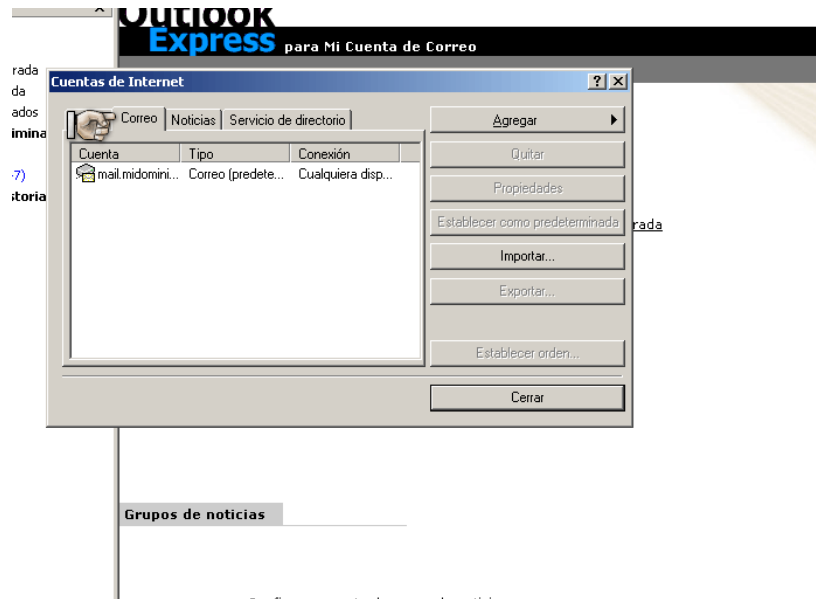 Outlook
Express para Mi Cuenta de Correo
rada
da
ados
imina
-7)
storia
Cuentas de Internet
Correo Noticias Servicio de directorio
Cuenta Tipo Conexión
mail.midomini... Correo (predete... Cualquiera disp...
Agregar
Quitar
Propiedades
Establecer como predeterminada
rada
Importar...
Exportar...
Establecer orden...
Cerrar
Grupos de noticias